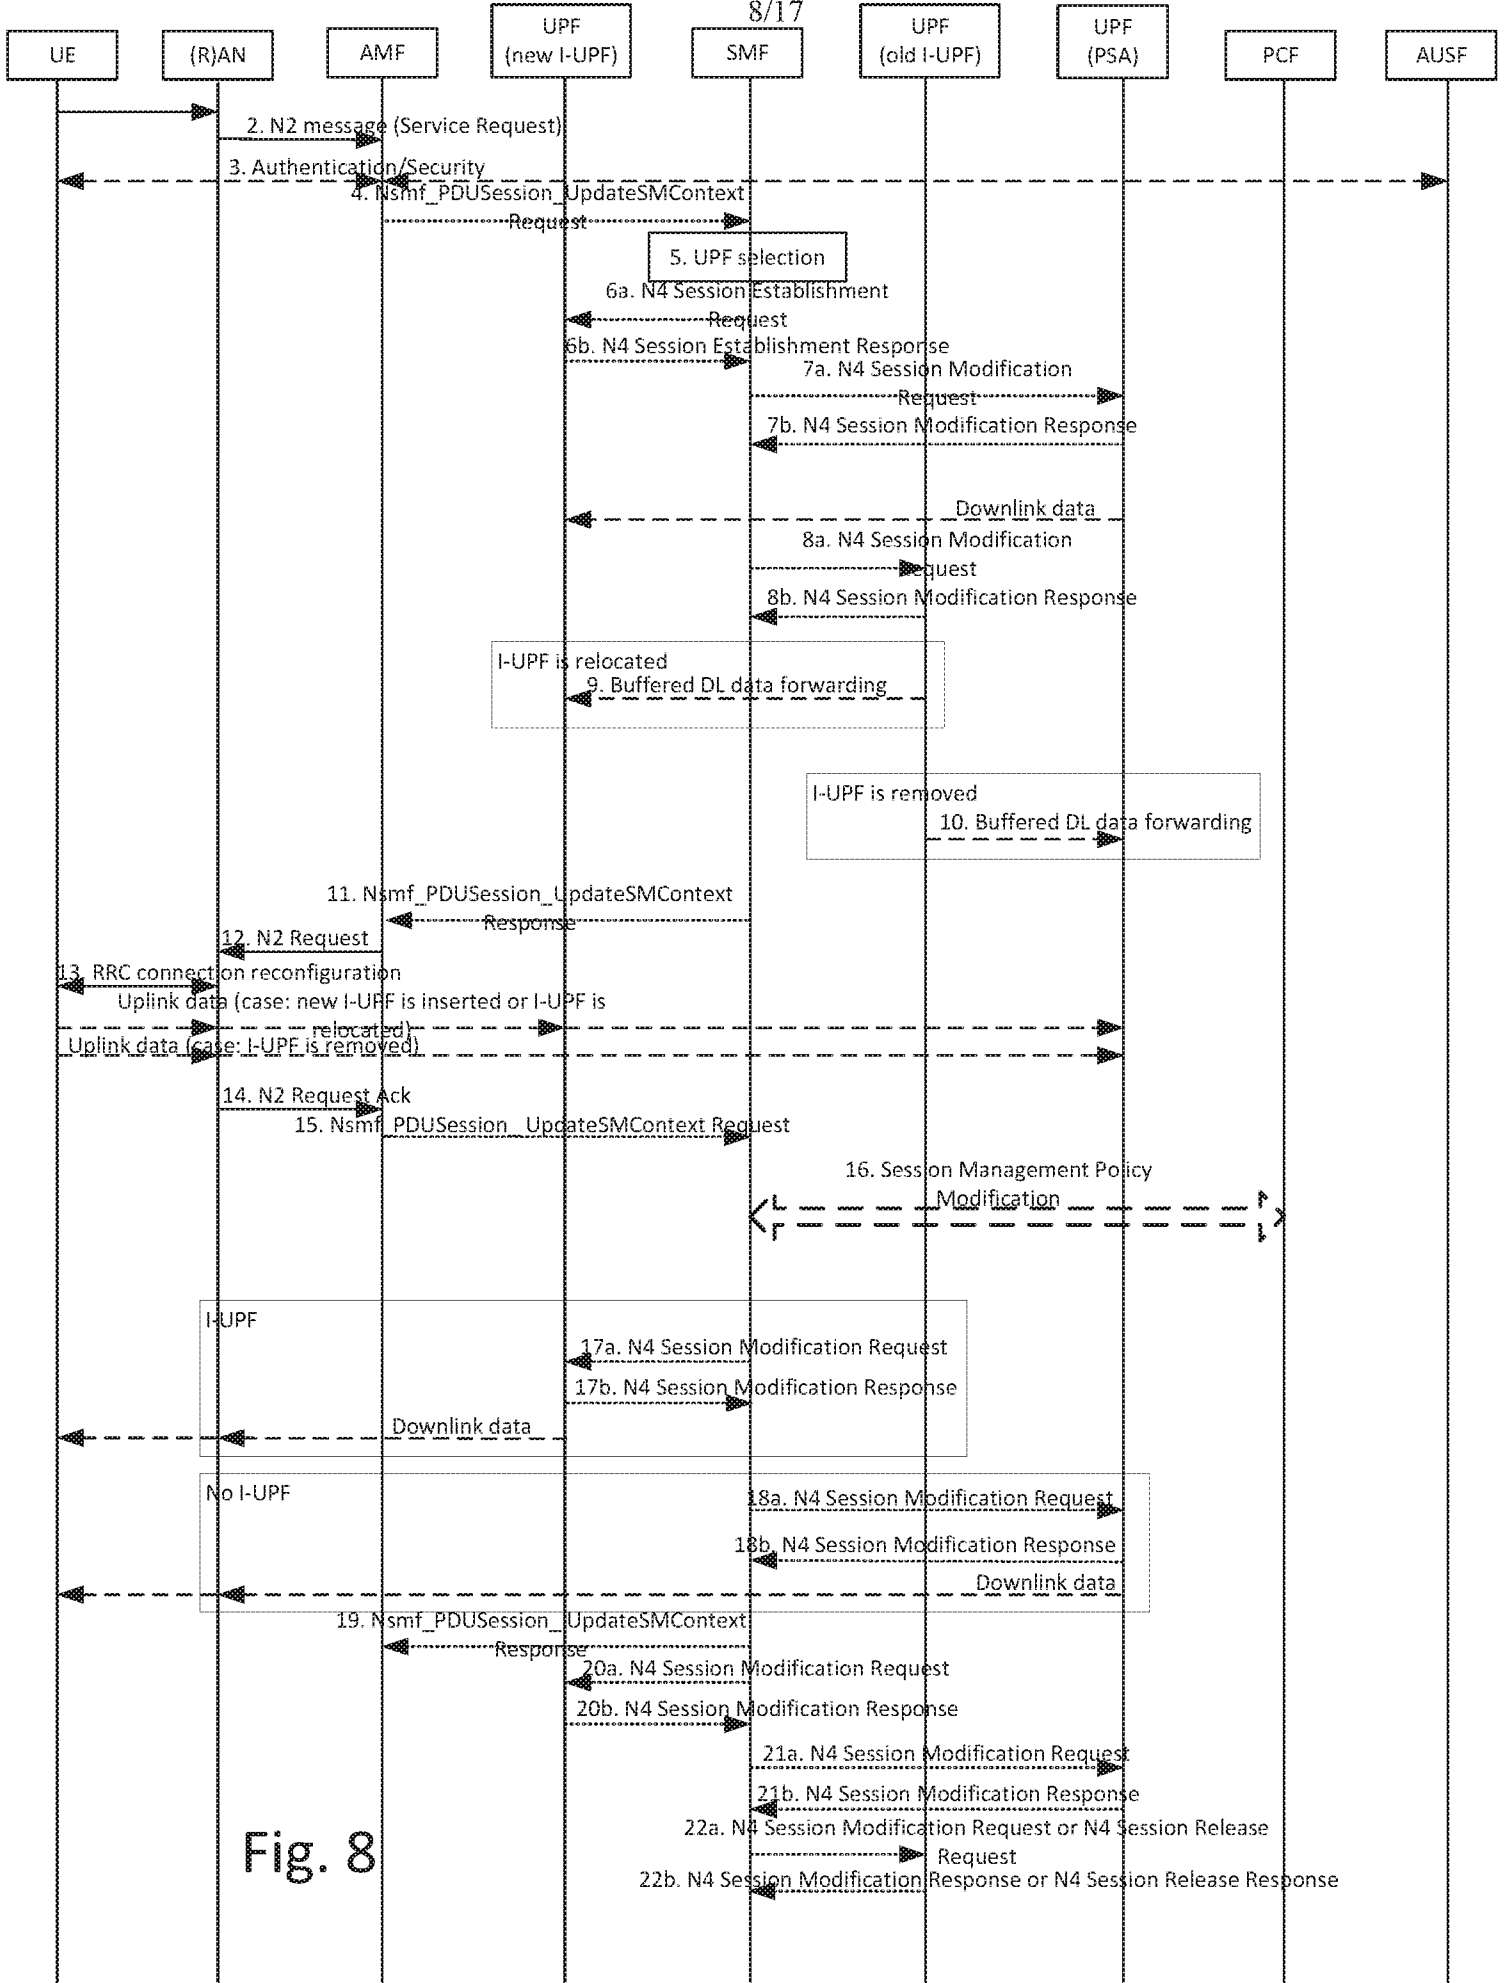 8/17
UE
(R)AN
AMF
UPF
(new I-UPF)
SMF
UPF
(old I-UPF)
UPF
(PSA)
PCF
AUSF
2. N2 message (Service Request)
3. Authentication/Security
4. Nsmf_PDUSession_UpdateSMContext
Request
5. UPF selection
6a. N4 Session Establishment
Request
6b. N4 Session Establishment Response
7a. N4 Session Modification
Request
7b. N4 Session Modification Response
Downlink data
8a. N4 Session Modification
Request
8b. N4 Session Modification Response
I-UPF is relocated
9. Buffered DL data forwarding
I-UPF is removed
10. Buffered DL data forwarding
11. Nsmf_PDUSession_UpdateSMContext
Response
12. N2 Request
13. RRC connection reconfiguration
Uplink data (case: new I-UPF is inserted or I-UPF is
relocated)
Uplink data (case: I-UPF is removed)
14. N2 Request Ack
15. Nsmf_PDUSession_UpdateSMContext Request
16. Session Management Policy
Modification
I-UPF
17a. N4 Session Modification Request
17b. N4 Session Modification Response
Downlink data
No I-UPF
18a. N4 Session Modification Request
18b. N4 Session Modification Response
Downlink data
19. Nsmf_PDUSession_UpdateSMContext
Response
20a. N4 Session Modification Request
20b. N4 Session Modification Response
21a. N4 Session Modification Request
21b. N4 Session Modification Response
22a. N4 Session Modification Request or N4 Session Release
Request
22b. N4 Session Modification Response or N4 Session Release Response
Fig. 8